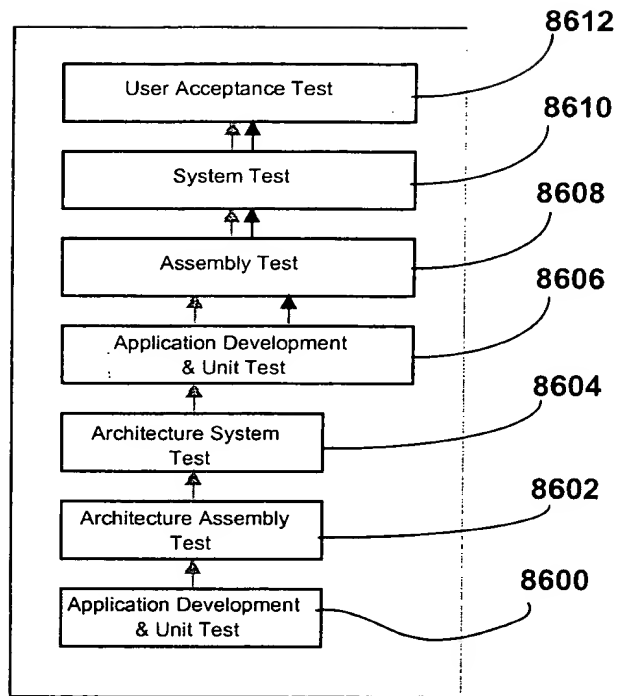 8612
User Acceptance Test
8610
System Test
8608
Assembly Test
8606
Application Development
& Unit Test
8604
Architecture System
Test
8602
Architecture Assembly
Test
8600
Application Development
& Unit Test